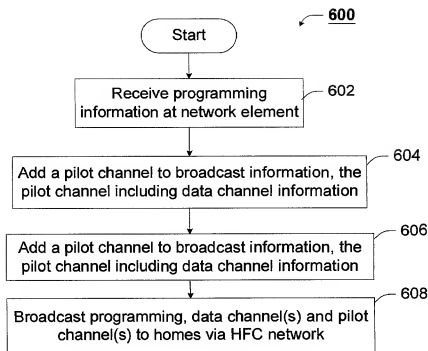 600
Start
Receive programming
information at network element
602
Add a pilot channel to broadcast information, the
pilot channel including data channel information
604
Add a pilot channel to broadcast information, the
pilot channel including data channel information
606
Broadcast programming, data channel(s) and pilot
channel(s) to homes via HFC network
608